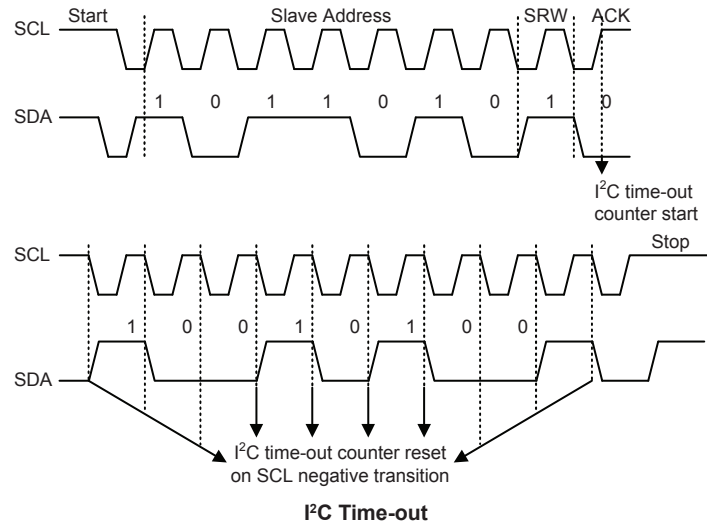 Start Slave Address SRW ACK
SCL
1 0 1 1 0 1 0 1 0
SDA
I²C time-out
counter start
Stop
SCL
1 0 0 1 0 1 0 0
SDA
I²C time-out counter reset
on SCL negative transition
I²C Time-out